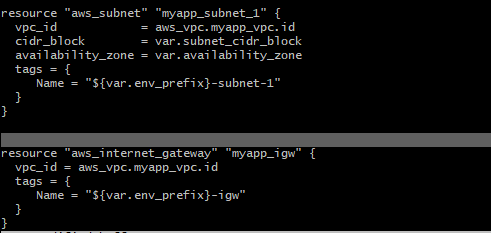 resource "aws_subnet" "myapp_subnet_1" {
  vpc_id            = aws_vpc.myapp_vpc.id
  cidr_block        = var.subnet_cidr_block
  availability_zone = var.availability_zone
  tags = {
     Name = "${var.env_prefix}-subnet-1"
  }
}
resource "aws_internet_gateway" "myapp_igw" {
  vpc_id = aws_vpc.myapp_vpc.id
  tags = {
     Name = "${var.env_prefix}-igw"
  }
}